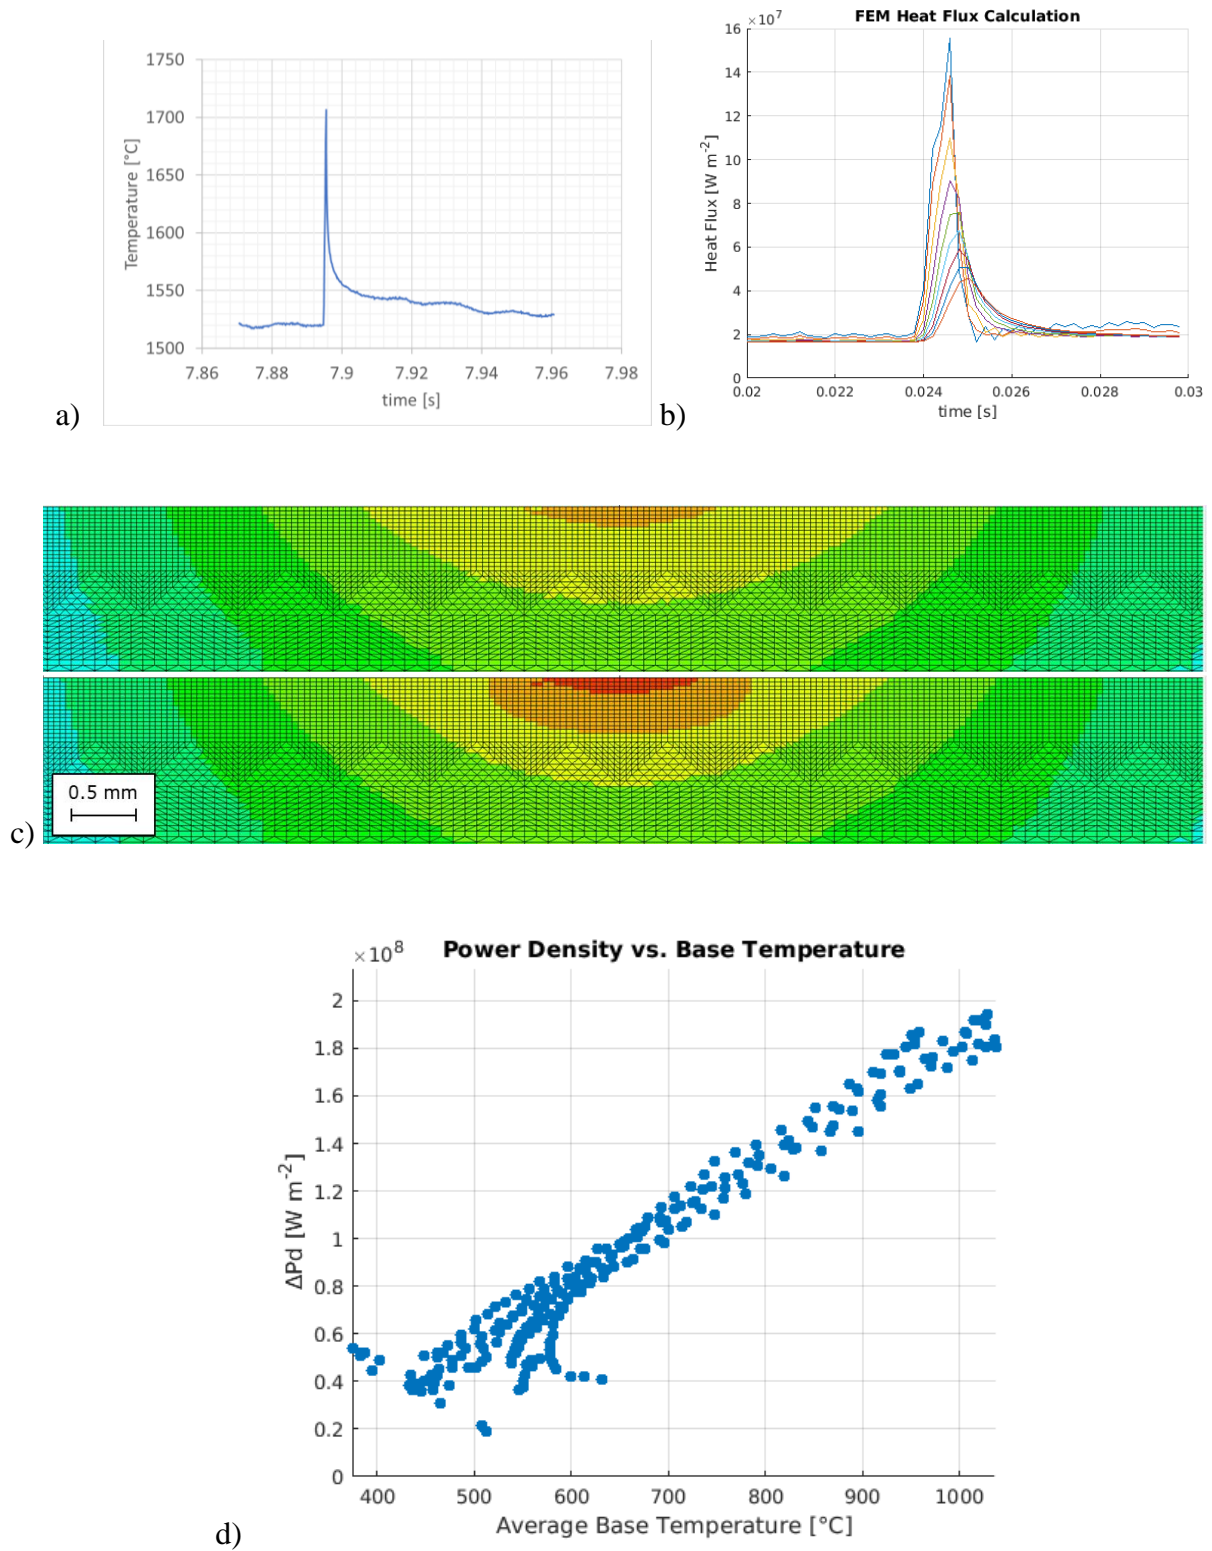 1750
1700
1650
1600
1550
1500
Temperature [°C]
7.86 7.88 7.9 7.92 7.94 7.96 7.98
time [s]
a)
FEM Heat Flux Calculation
×10⁷
16
14
12
10
8
6
4
2
0
Heat Flux [W m⁻²]
0.02 0.022 0.024 0.026 0.028 0.03
time [s]
b)
0.5 mm
c)
Power Density vs. Base Temperature
×10⁸
2
1.8
1.6
1.4
1.2
1
0.8
0.6
0.4
0.2
0
ΔPd [W m⁻²]
400 500 600 700 800 900 1000
Average Base Temperature [°C]
d)